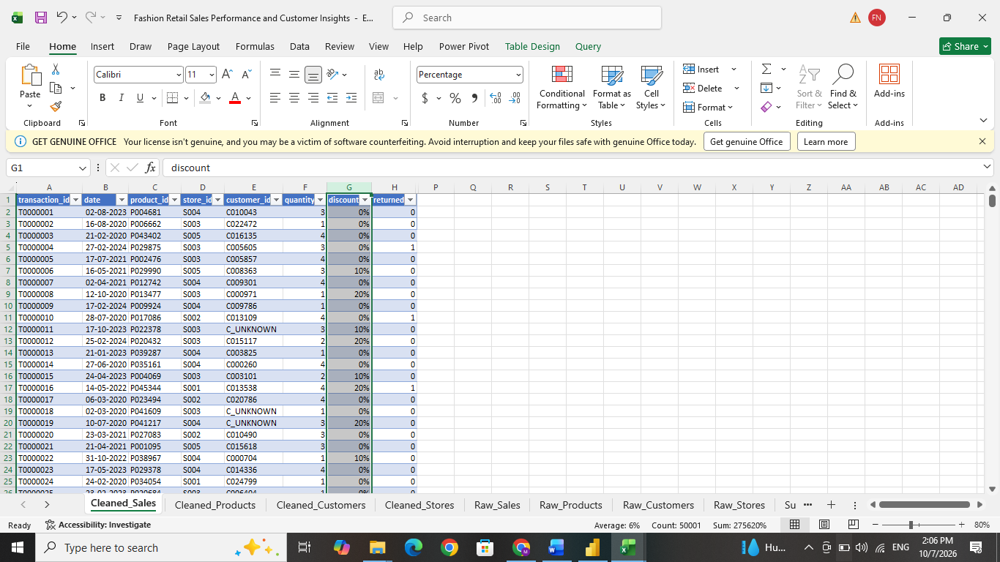 Fashion Retail Sales Performance and Customer Insights - E...
Search
FN
File Home Insert Draw Page Layout Formulas Data Review View Help Power Pivot Table Design Query
Share
Paste
Calibri 11
B I U
ab
Percentage
$ % 9
Conditional Formatting
Format as Table
Cell Styles
Insert
Delete
Format
Sort & Filter
Find & Select
Add-ins
Clipboard Font Alignment Number Styles Cells Editing Add-ins
GET GENUINE OFFICE Your license isn't genuine, and you may be a victim of software counterfeiting. Avoid interruption and keep your files safe with genuine Office today. Get genuine Office Learn more
G1 fx discount
A B C D E F G H P Q R S T U V W X Y Z AA AB AC AD
1 transaction_id date product_id store_id customer_id quantity discount returned
2 T0000001 02-08-2023 P004681 S004 C010043 3 0% 0
3 T0000002 16-08-2020 P006662 S003 C022472 1 0% 0
4 T0000003 21-02-2020 P043402 S005 C016135 4 0% 0
5 T0000004 27-02-2024 P029875 S003 C005605 3 0% 1
6 T0000005 17-07-2021 P002476 S003 C005857 4 0% 0
7 T0000006 16-05-2021 P029990 S005 C008363 3 10% 0
8 T0000007 02-04-2021 P012742 S004 C009301 4 0% 0
9 T0000008 12-10-2020 P013477 S003 C000971 1 20% 0
10 T0000009 17-02-2024 P009924 S004 C009786 1 0% 0
11 T0000010 28-07-2020 P017086 S002 C013109 4 0% 1
12 T0000011 17-10-2023 P022378 S003 C_UNKNOWN 3 10% 0
13 T0000012 25-02-2024 P020432 S003 C015117 2 20% 0
14 T0000013 21-01-2023 P039287 S004 C003825 1 0% 0
15 T0000014 27-06-2020 P035161 S004 C000260 4 0% 0
16 T0000015 24-04-2023 P004069 S003 C003101 2 10% 0
17 T0000016 14-05-2022 P045344 S001 C013538 4 20% 1
18 T0000017 06-03-2020 P023494 S002 C020786 4 0% 0
19 T0000018 02-03-2020 P041609 S003 C_UNKNOWN 1 0% 0
20 T0000019 10-07-2020 P041217 S004 C_UNKNOWN 3 20% 0
21 T0000020 23-03-2021 P027083 S002 C010490 3 0% 0
22 T0000021 21-04-2021 P001095 S005 C015618 3 0% 0
23 T0000022 31-10-2022 P038967 S004 C000704 1 10% 0
24 T0000023 17-05-2023 P029378 S004 C014336 4 0% 0
25 T0000024 24-02-2020 P034054 S001 C024799 1 0% 0
Cleaned_Sales Cleaned_Products Cleaned_Customers Cleaned_Stores Raw_Sales Raw_Products Raw_Customers Raw_Stores Su
Ready Accessibility: Investigate Average: 6% Count: 50001 Sum: 275620% 80%
Type here to search
Hu...
ENG
2:06 PM
10/7/2026